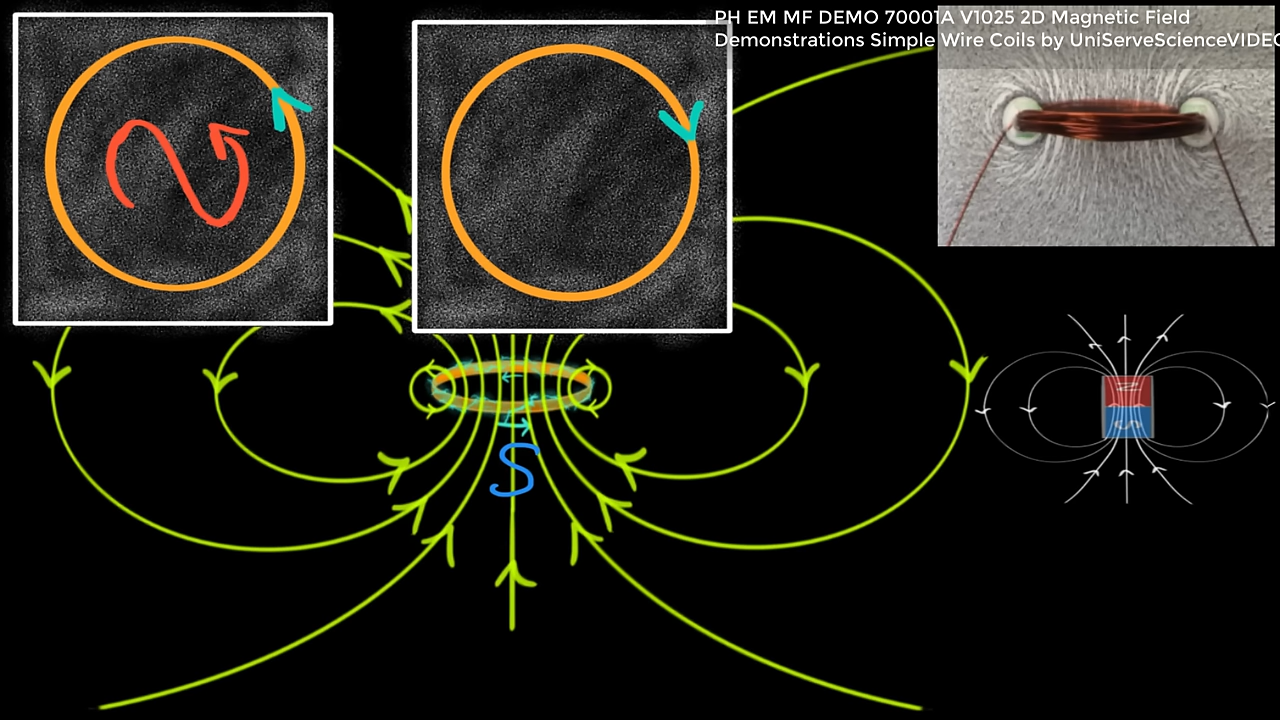 PH EM MF DEMO 70001A V1025 2D Magnetic Field
Demonstrations Simple Wire Coils by UniServeScienceVIDEO
N
S
N
S